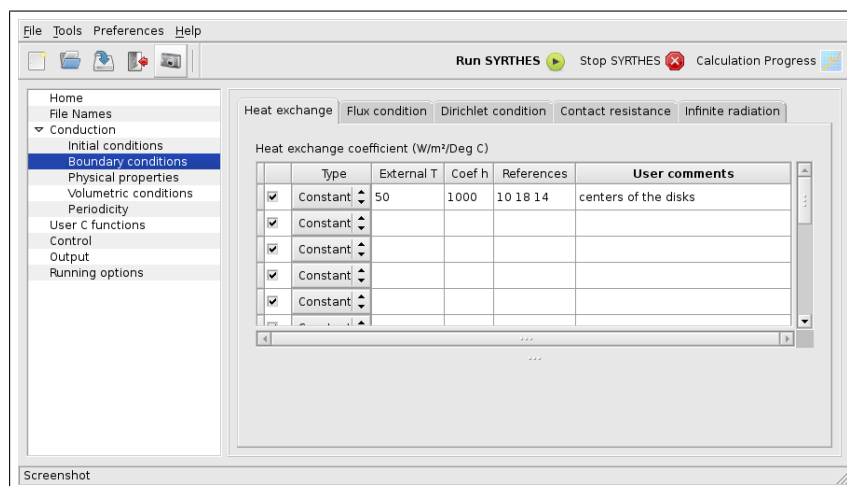 File Tools Preferences Help
Run SYRTHES Stop SYRTHES Calculation Progress
Home
File Names
Conduction
Initial conditions
Boundary conditions
Physical properties
Volumetric conditions
Periodicity
User C functions
Control
Output
Running options
Heat exchange Flux condition Dirichlet condition Contact resistance Infinite radiation
Heat exchange coefficient (W/m²/Deg C)
Type External T Coef h References User comments
Constant 50 1000 10 18 14 centers of the disks
Constant
Constant
Constant
Constant
Screenshot